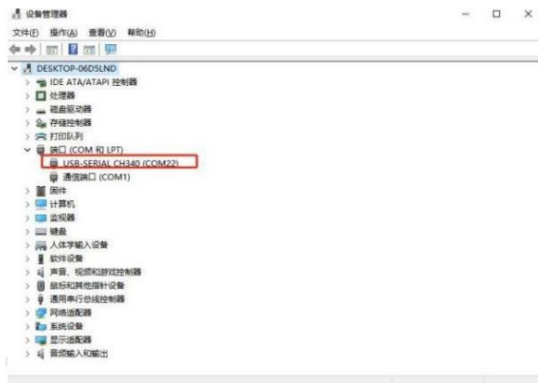 设备管理器
文件(F) 操作(A) 查看(V) 帮助(H)
DESKTOP-06D5LND
IDE ATA/ATAPI 控制器
处理器
磁盘驱动器
存储控制器
打印队列
端口 (COM 和 LPT)
USB-SERIAL CH340 (COM22)
通信端口 (COM1)
固件
计算机
监视器
键盘
人体学输入设备
软件设备
声音、视频和游戏控制器
鼠标和其他指针设备
通用串行总线控制器
网络适配器
系统设备
显示适配器
音频输入和输出